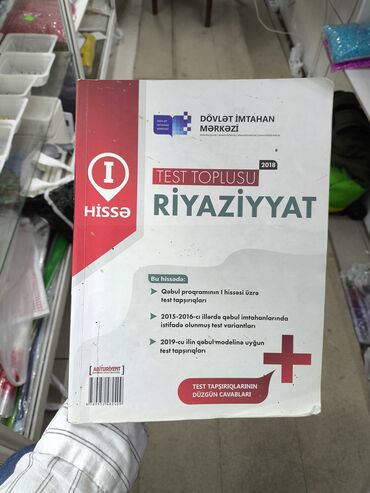 DÖVLƏT İMTAHAN
MƏRKƏZİ
I
HİSSƏ
2018
TEST TOPLUSU
RİYAZİYYAT
Bu hissədə:
Qəbul proqramının I hissəsi üzrə
test tapşırıqları
2015-2016-cı illərdə qəbul imtahanlarında
istifadə olunmuş test variantları
2019-cu ilin qəbul modelinə uyğun
test tapşırıqları
ABİTURİYENT
TEST TAPŞIRIQLARININ
DÜZGÜN CAVABLARI